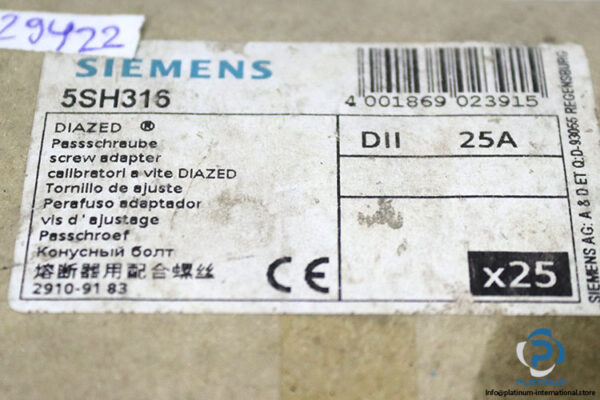 29422
SIEMENS
5SH316
4 001869 023915
DIAZED ®
Passschraube
screw adapter
calibratori a vite DIAZED
Tornillo de ajuste
Perafuso adaptador
vis d'ajustage
Passchroef
Конусный болт
熔断器用配合螺丝
2910-91 83
CE
DII 25A
x25
SIEMENS AG: A & D ET Q:D-93055 REGENSBURG
PLATINUM
Info@platinum-international.store